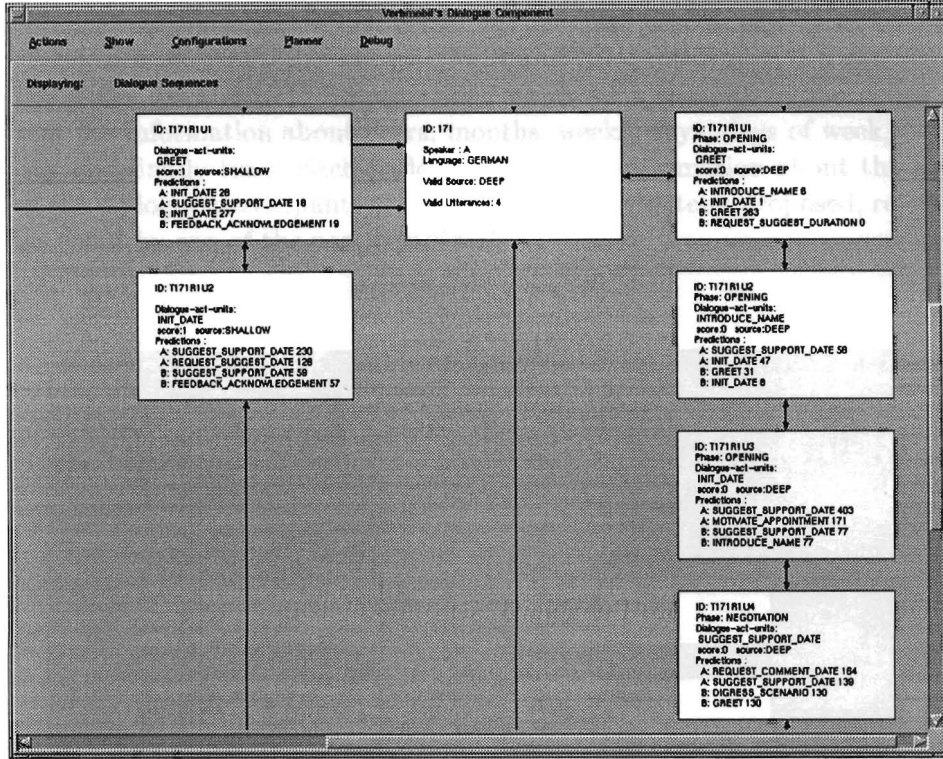 Verbmobil's Dialogue Component
Actions Show Configurations Planner Debug
Displaying: Dialogue Sequences
ID: TI171R1U1
Dialogue-act-units:
GREET
score:1 source:SHALLOW
Predictions :
A: INIT_DATE 28
A: SUGGEST_SUPPORT_DATE 18
B: INIT_DATE 277
B: FEEDBACK_ACKNOWLEDGEMENT 19
ID: TI171R1U2
Dialogue-act-units:
INIT_DATE
score:1 source:SHALLOW
Predictions :
A: SUGGEST_SUPPORT_DATE 230
A: REQUEST_SUGGEST_DATE 126
B: SUGGEST_SUPPORT_DATE 59
B: FEEDBACK_ACKNOWLEDGEMENT 57
ID: 171
Speaker : A
Language: GERMAN
Valid Source: DEEP
Valid Utterances: 4
ID: TI171R1U1
Phase: OPENING
Dialogue-act-units:
GREET
score:0 source:DEEP
Predictions :
A: INTRODUCE_NAME 6
A: INIT_DATE 1
B: GREET 263
B: REQUEST_SUGGEST_DURATION 0
ID: TI171R1U2
Phase: OPENING
Dialogue-act-units:
INTRODUCE_NAME
score:0 source:DEEP
Predictions :
A: SUGGEST_SUPPORT_DATE 58
A: INIT_DATE 47
B: GREET 31
B: INIT_DATE 8
ID: TI171R1U3
Phase: OPENING
Dialogue-act-units:
INIT_DATE
score:0 source:DEEP
Predictions :
A: SUGGEST_SUPPORT_DATE 403
A: MOTIVATE_APPOINTMENT 171
B: SUGGEST_SUPPORT_DATE 77
B: INTRODUCE_NAME 77
ID: TI171R1U4
Phase: NEGOTIATION
Dialogue-act-units:
SUGGEST_SUPPORT_DATE
score:0 source:DEEP
Predictions :
A: REQUEST_COMMENT_DATE 164
A: SUGGEST_SUPPORT_DATE 139
B: DIGRESS_SCENARIO 130
B: GREET 130